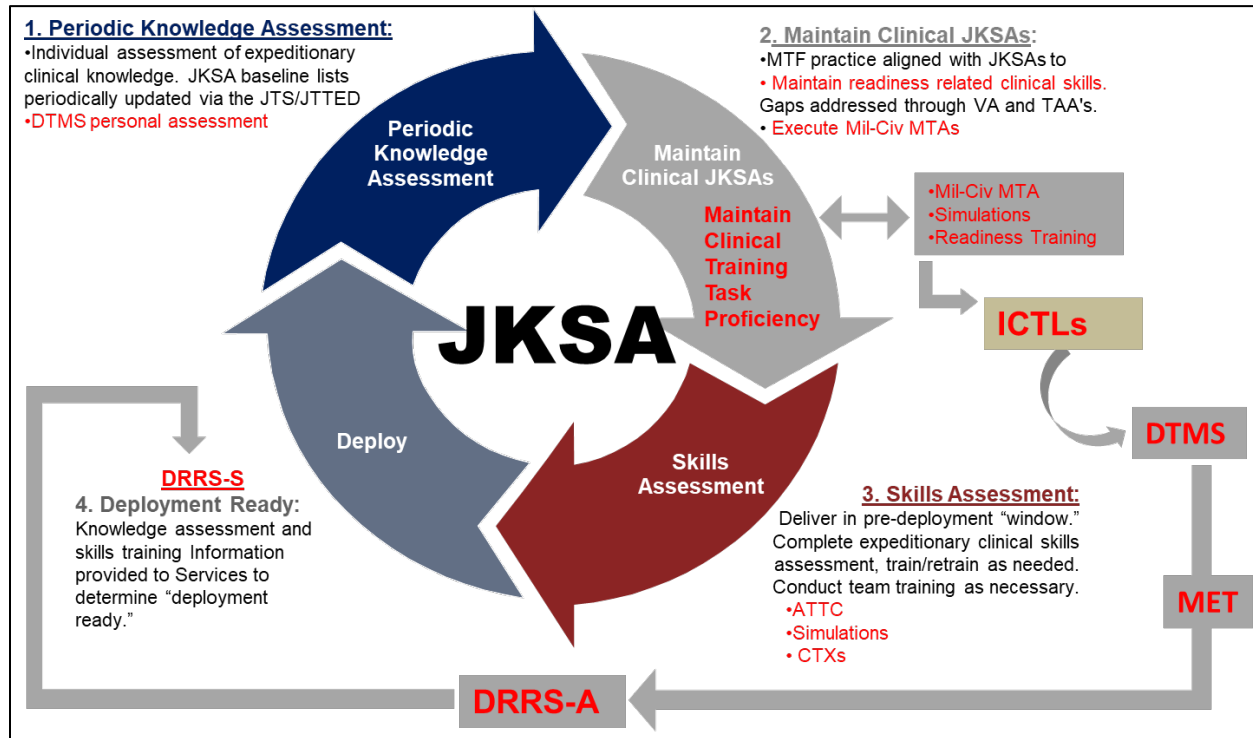 1. Periodic Knowledge Assessment:
•Individual assessment of expeditionary
clinical knowledge. JKSA baseline lists
periodically updated via the JTS/JTTED
•DTMS personal assessment
2. Maintain Clinical JKSAs:
•MTF practice aligned with JKSAs to
• Maintain readiness related clinical skills.
Gaps addressed through VA and TAA's.
• Execute Mil-Civ MTAs
Periodic
Knowledge
Assessment
Maintain
Clinical JKSAs
Maintain
Clinical
Training
Task
Proficiency
•Mil-Civ MTA
•Simulations
•Readiness Training
JKSA
ICTLs
DTMS
Deploy
Skills
Assessment
DRRS-S
4. Deployment Ready:
Knowledge assessment and
skills training Information
provided to Services to
determine “deployment
ready.”
3. Skills Assessment:
Deliver in pre-deployment “window.”
Complete expeditionary clinical skills
assessment, train/retrain as needed.
Conduct team training as necessary.
•ATTC
•Simulations
• CTXs
MET
DRRS-A